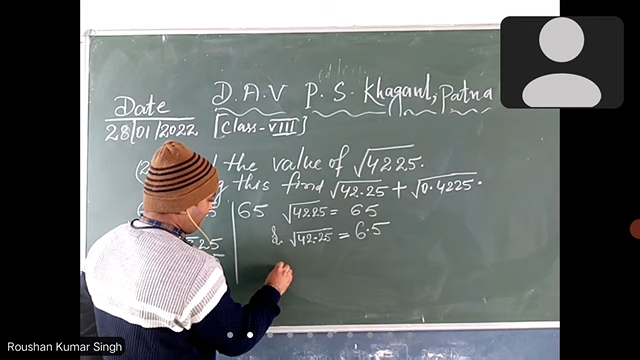 D.A.V P.S. Khagaul, Patna
Date
28/01/2022 [Class-VIII]
the value of √4225.
this find √42.25 + √0.4225.
65 √4225 = 65
& √42.25 = 6.5
Roushan Kumar Singh